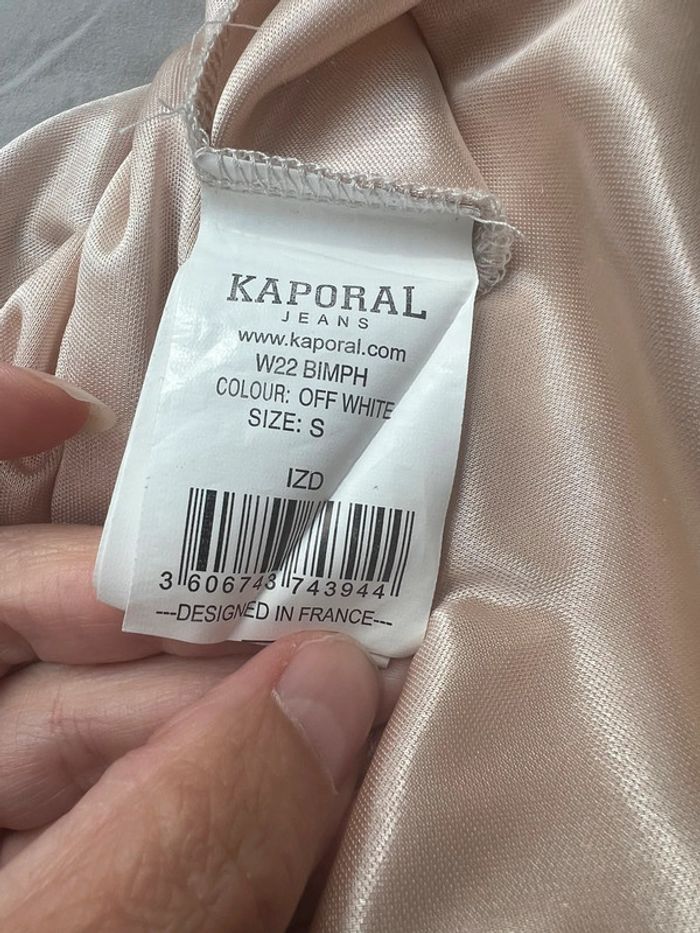 KAPORAL
JEANS
www.kaporal.com
W22 BIMPH
COLOUR: OFF WHITE
SIZE: S
IZD
3 606743 743944
---DESIGNED IN FRANCE---